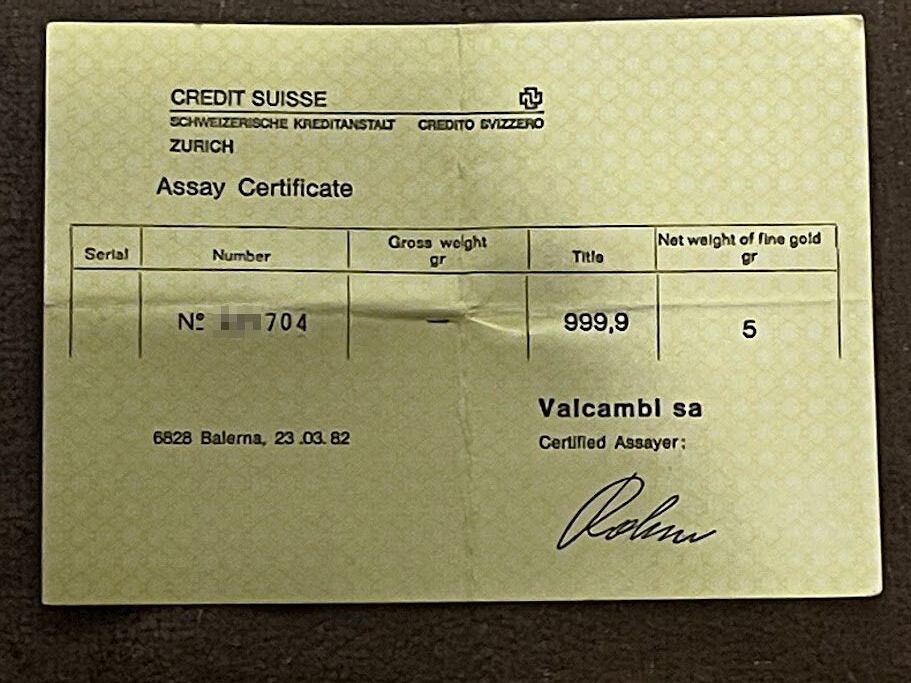 CREDIT SUISSE
SCHWEIZERISCHE KREDITANSTALT CREDITO SVIZZERO
ZURICH
Assay Certificate
Serial Number Gross weight gr Title Net weight of fine gold gr
Nº 704 — 999,9 5
Valcambi sa
6828 Balerna, 23.03.82 Certified Assayer: